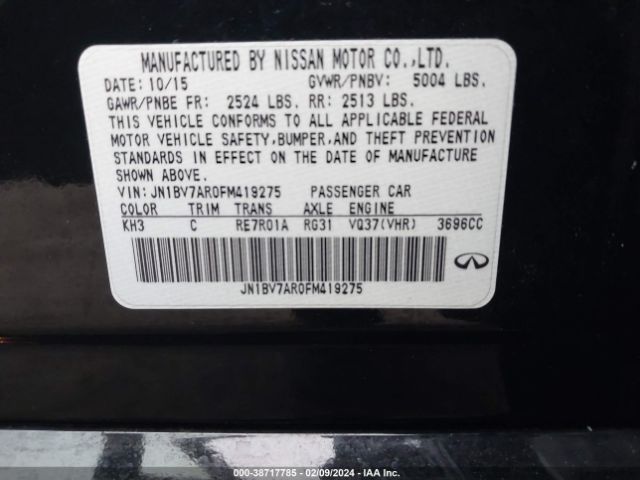 MANUFACTURED BY NISSAN MOTOR CO.,LTD.
DATE: 10/15 GVWR/PNBV: 5004 LBS.
GAWR/PNBE FR: 2524 LBS. RR: 2513 LBS.
THIS VEHICLE CONFORMS TO ALL APPLICABLE FEDERAL
MOTOR VEHICLE SAFETY,BUMPER,AND THEFT PREVENTION
STANDARDS IN EFFECT ON THE DATE OF MANUFACTURE
SHOWN ABOVE.
VIN:JN1BV7AR0FM419275 PASSENGER CAR
COLOR TRIM TRANS AXLE ENGINE
KH3 C RE7R01A RG31 VQ37(VHR) 3696CC
JN1BV7AR0FM419275
000-38717785 - 02/09/2024 - IAA Inc.